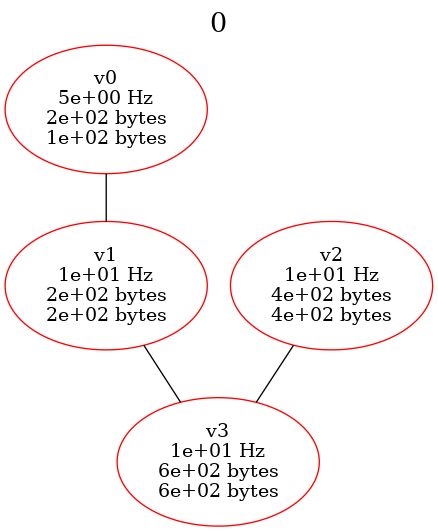 0
v0
5e+00 Hz
2e+02 bytes
1e+02 bytes
v1
1e+01 Hz
2e+02 bytes
2e+02 bytes
v2
1e+01 Hz
4e+02 bytes
4e+02 bytes
v3
1e+01 Hz
6e+02 bytes
6e+02 bytes